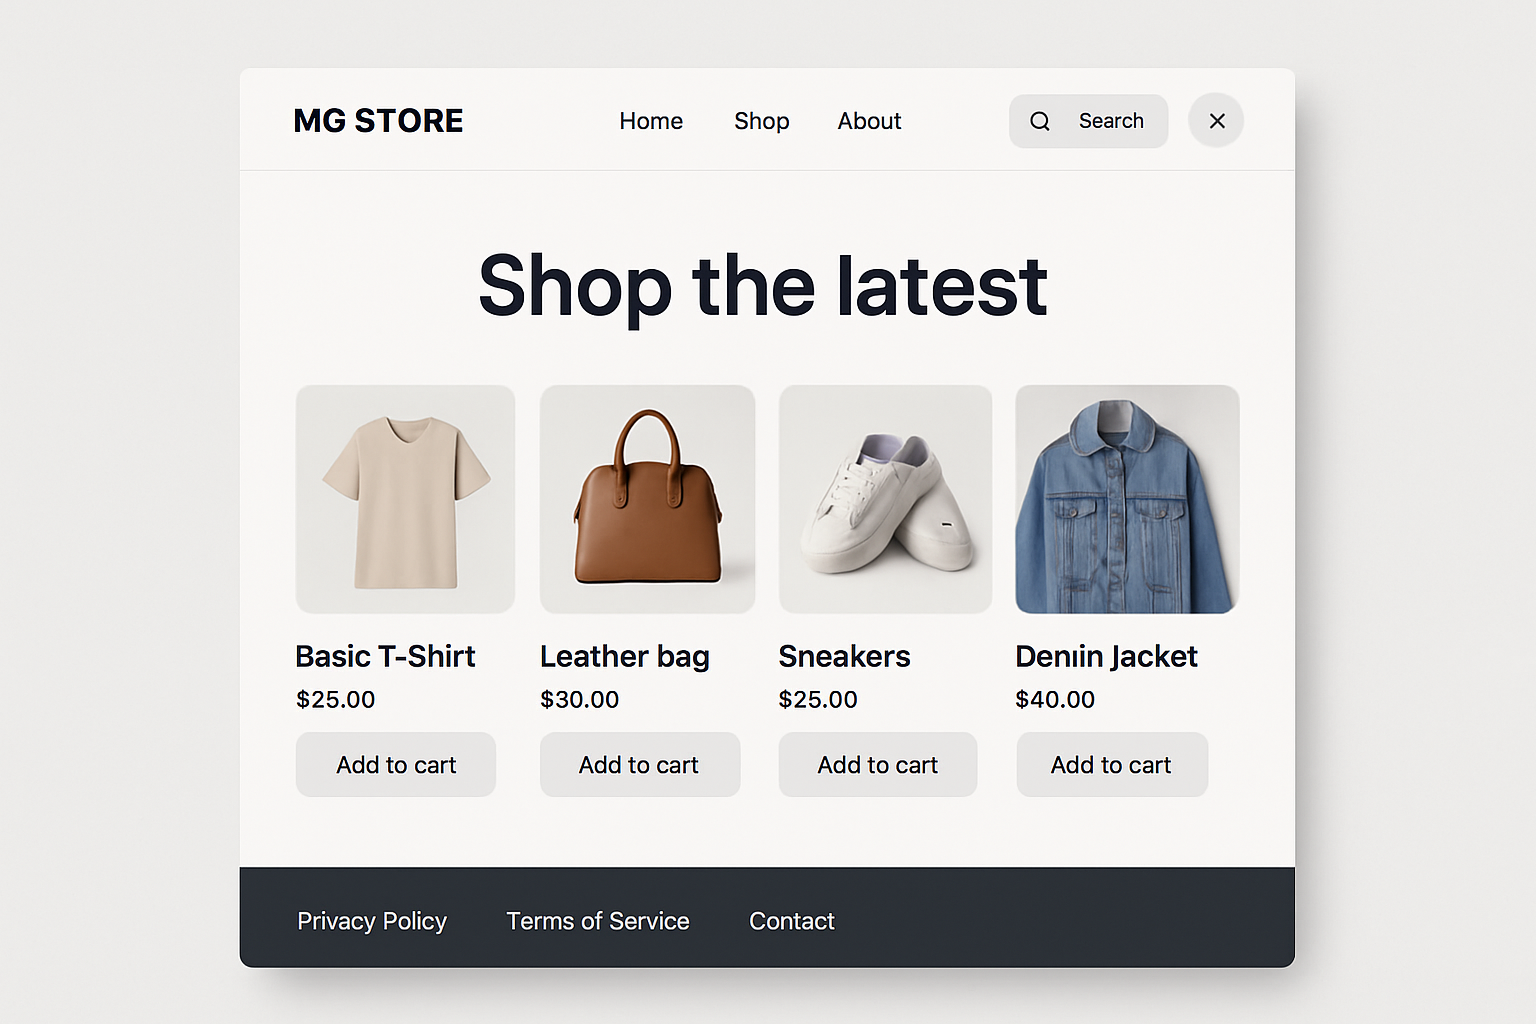 MG STORE
Home
Shop
About
Search
Shop the latest
Basic T-Shirt
$25.00
Add to cart
Leather bag
$30.00
Add to cart
Sneakers
$25.00
Add to cart
Denıin Jacket
$40.00
Add to cart
Privacy Policy
Terms of Service
Contact